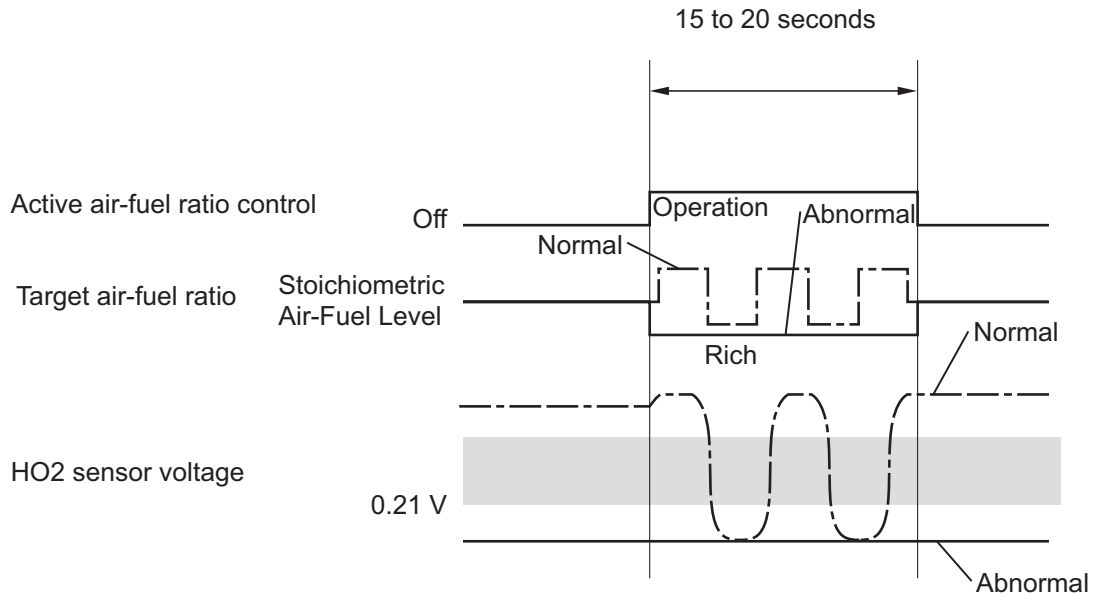 15 to 20 seconds
Active air-fuel ratio control
Off
Operation
Abnormal
Normal
Target air-fuel ratio
Stoichiometric
Air-Fuel Level
Rich
Normal
HO2 sensor voltage
0.21 V
Abnormal